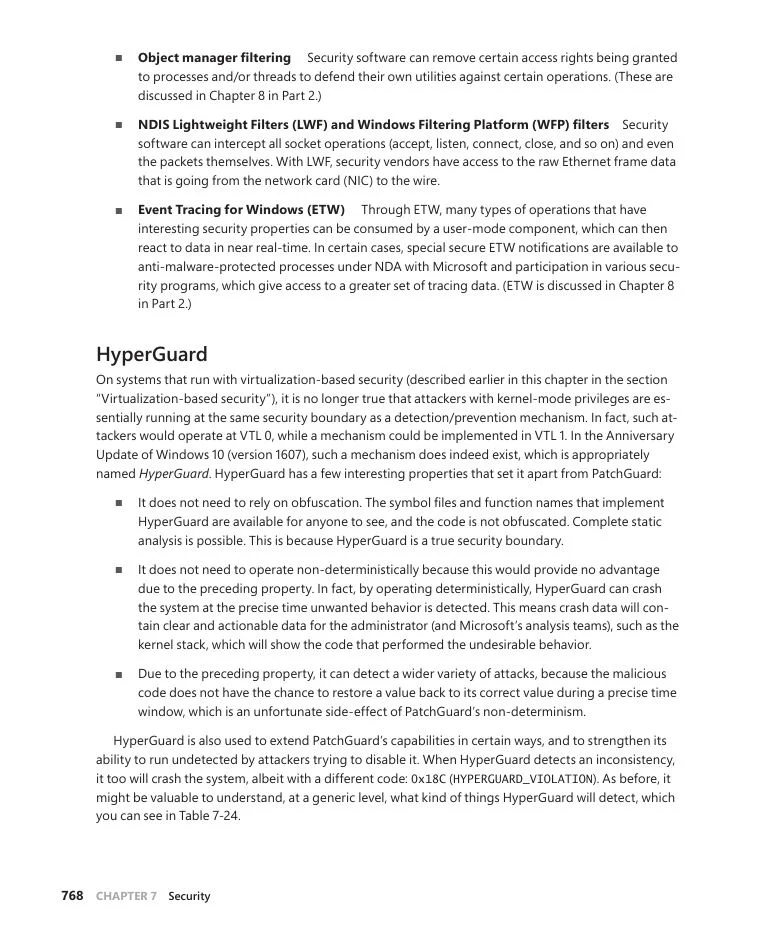 ■ Object manager filtering Security software can remove certain access rights being granted
to processes and/or threads to defend their own utilities against certain operations. (These are
discussed in Chapter 8 in Part 2.)
■ NDIS Lightweight Filters (LWF) and Windows Filtering Platform (WFP) filters Security
software can intercept all socket operations (accept, listen, connect, close, and so on) and even
the packets themselves. With LWF, security vendors have access to the raw Ethernet frame data
that is going from the network card (NIC) to the wire.
■ Event Tracing for Windows (ETW) Through ETW, many types of operations that have
interesting security properties can be consumed by a user-mode component, which can then
react to data in near real-time. In certain cases, special secure ETW notifications are available to
anti-malware-protected processes under NDA with Microsoft and participation in various secu-
rity programs, which give access to a greater set of tracing data. (ETW is discussed in Chapter 8
in Part 2.)
HyperGuard
On systems that run with virtualization-based security (described earlier in this chapter in the section
"Virtualization-based security"), it is no longer true that attackers with kernel-mode privileges are es-
sentially running at the same security boundary as a detection/prevention mechanism. In fact, such at-
tackers would operate at VTL 0, while a mechanism could be implemented in VTL 1. In the Anniversary
Update of Windows 10 (version 1607), such a mechanism does indeed exist, which is appropriately
named HyperGuard. HyperGuard has a few interesting properties that set it apart from PatchGuard:
■ It does not need to rely on obfuscation. The symbol files and function names that implement
HyperGuard are available for anyone to see, and the code is not obfuscated. Complete static
analysis is possible. This is because HyperGuard is a true security boundary.
■ It does not need to operate non-deterministically because this would provide no advantage
due to the preceding property. In fact, by operating deterministically, HyperGuard can crash
the system at the precise time unwanted behavior is detected. This means crash data will con-
tain clear and actionable data for the administrator (and Microsoft's analysis teams), such as the
kernel stack, which will show the code that performed the undesirable behavior.
■ Due to the preceding property, it can detect a wider variety of attacks, because the malicious
code does not have the chance to restore a value back to its correct value during a precise time
window, which is an unfortunate side-effect of PatchGuard's non-determinism.
HyperGuard is also used to extend PatchGuard's capabilities in certain ways, and to strengthen its
ability to run undetected by attackers trying to disable it. When HyperGuard detects an inconsistency,
it too will crash the system, albeit with a different code: 0x18C (HYPERGUARD_VIOLATION). As before, it
might be valuable to understand, at a generic level, what kind of things HyperGuard will detect, which
you can see in Table 7-24.
768 CHAPTER 7 Security